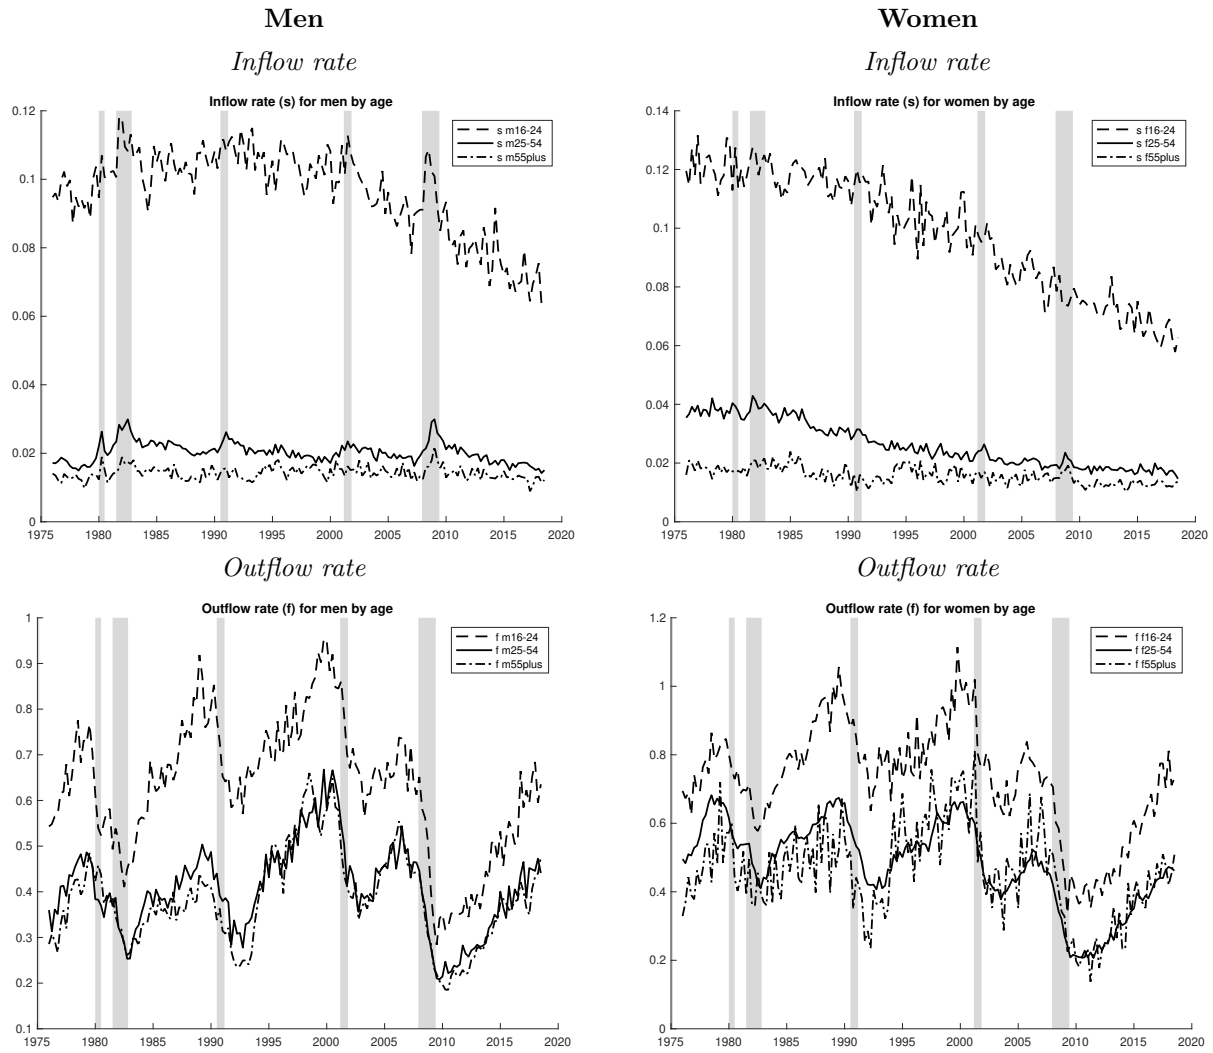 Men
Women
Inflow rate
Inflow rate
Inflow rate (s) for men by age
0.12
0.1
0.08
0.06
0.04
0.02
0
s m16-24
s m25-54
s m55plus
1975 1980 1985 1990 1995 2000 2005 2010 2015 2020
Inflow rate (s) for women by age
0.14
0.12
0.1
0.08
0.06
0.04
0.02
0
s f16-24
s f25-54
s f55plus
1975 1980 1985 1990 1995 2000 2005 2010 2015 2020
Outflow rate
Outflow rate
Outflow rate (f) for men by age
1
0.9
0.8
0.7
0.6
0.5
0.4
0.3
0.2
0.1
f m16-24
f m25-54
f m55plus
1975 1980 1985 1990 1995 2000 2005 2010 2015 2020
Outflow rate (f) for women by age
1.2
1
0.8
0.6
0.4
0.2
0
f f16-24
f f25-54
f f55plus
1975 1980 1985 1990 1995 2000 2005 2010 2015 2020